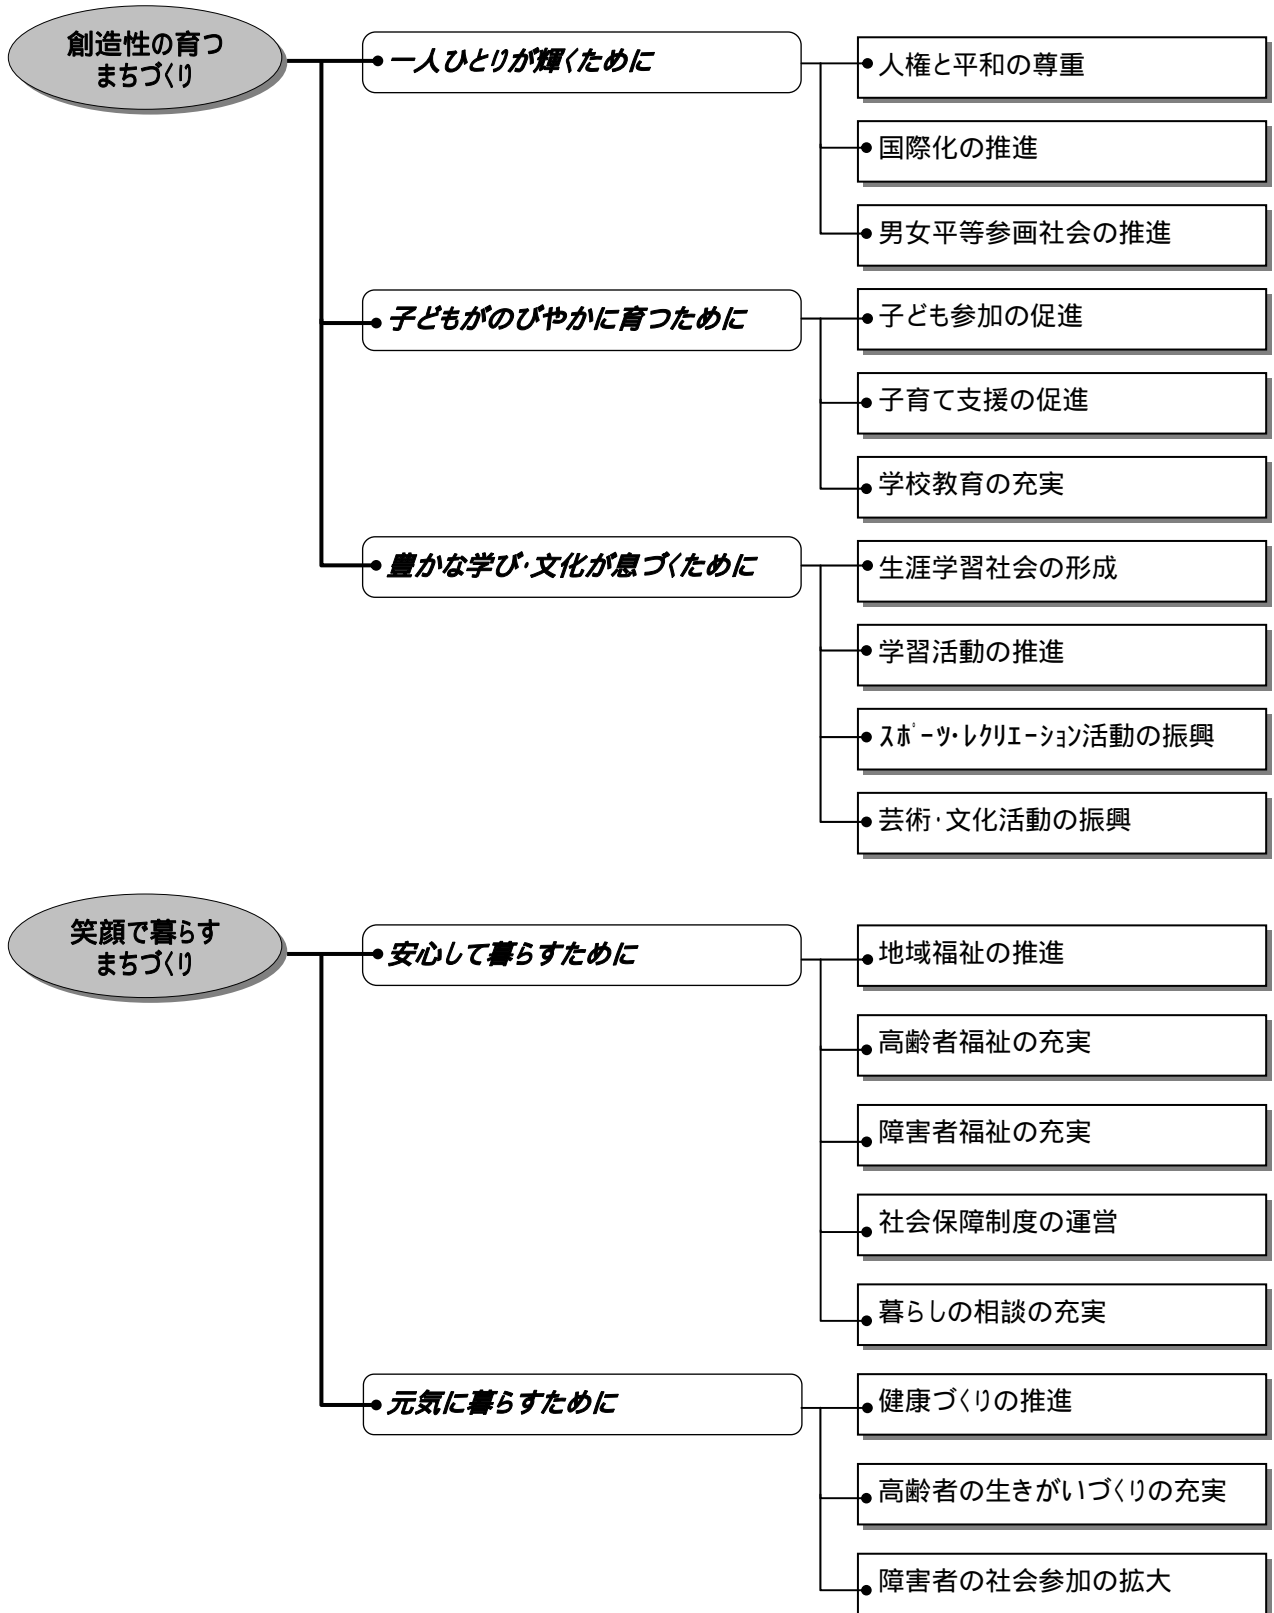 創造性の育つ
まちづくり
一人ひとりが輝くために
人権と平和の尊重
国際化の推進
男女平等参画社会の推進
子どもがのびやかに育つために
子ども参加の促進
子育て支援の促進
学校教育の充実
豊かな学び・文化が息づくために
生涯学習社会の形成
学習活動の推進
ｽﾎﾟｰﾂ・ﾚｸﾘｴｰｼｮﾝ活動の振興
芸術・文化活動の振興
笑顔で暮らす
まちづくり
安心して暮らすために
地域福祉の推進
高齢者福祉の充実
障害者福祉の充実
社会保障制度の運営
暮らしの相談の充実
元気に暮らすために
健康づくりの推進
高齢者の生きがいづくりの充実
障害者の社会参加の拡大